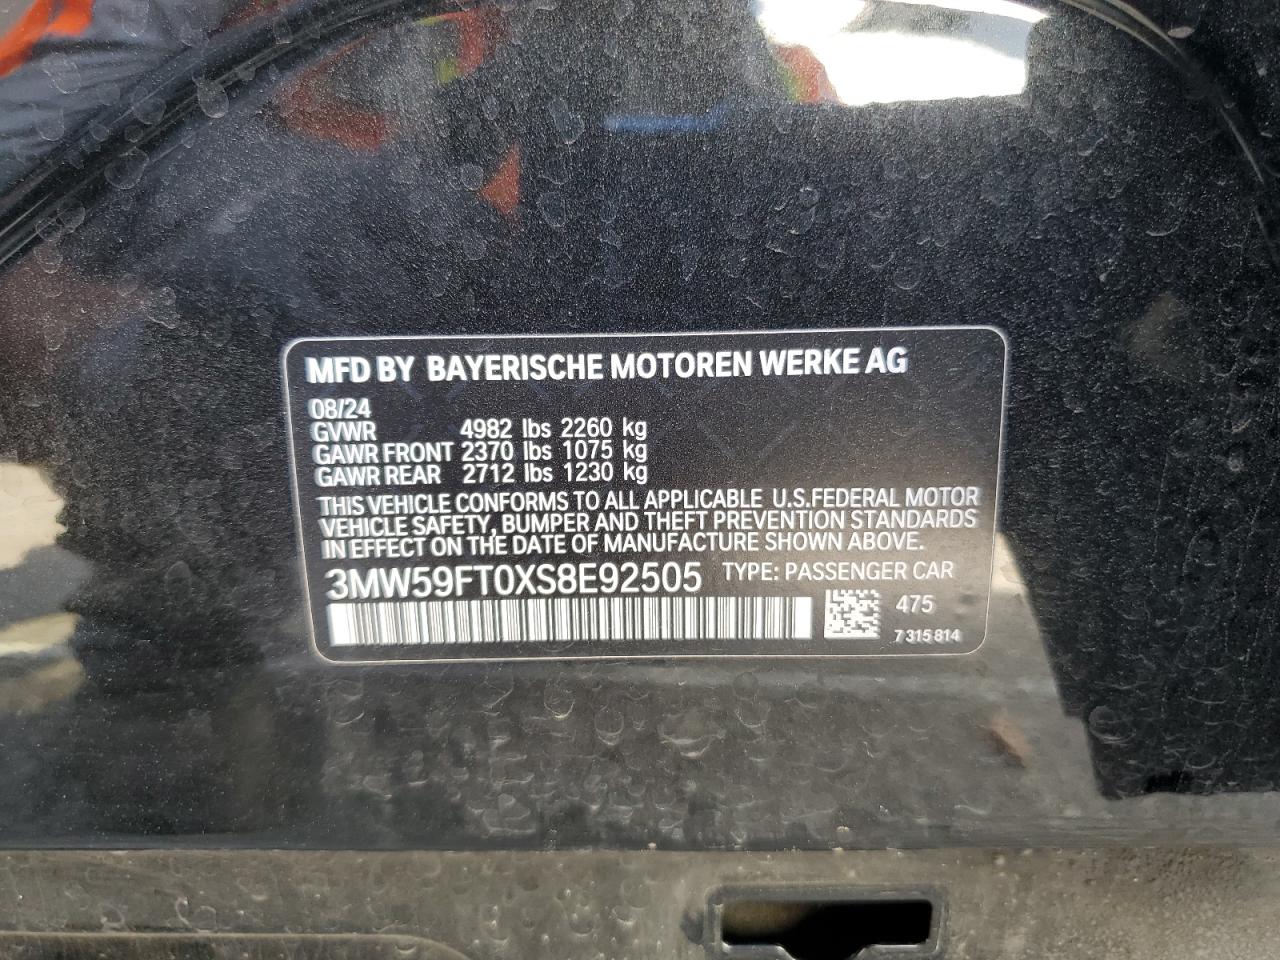 MFD BY BAYERISCHE MOTOREN WERKE AG
08/24
GVWR 4982 lbs 2260 kg
GAWR FRONT 2370 lbs 1075 kg
GAWR REAR 2712 lbs 1230 kg
THIS VEHICLE CONFORMS TO ALL APPLICABLE U.S.FEDERAL MOTOR
VEHICLE SAFETY, BUMPER AND THEFT PREVENTION STANDARDS
IN EFFECT ON THE DATE OF MANUFACTURE SHOWN ABOVE.
3MW59FT0XS8E92505 TYPE: PASSENGER CAR
475
7 315 814